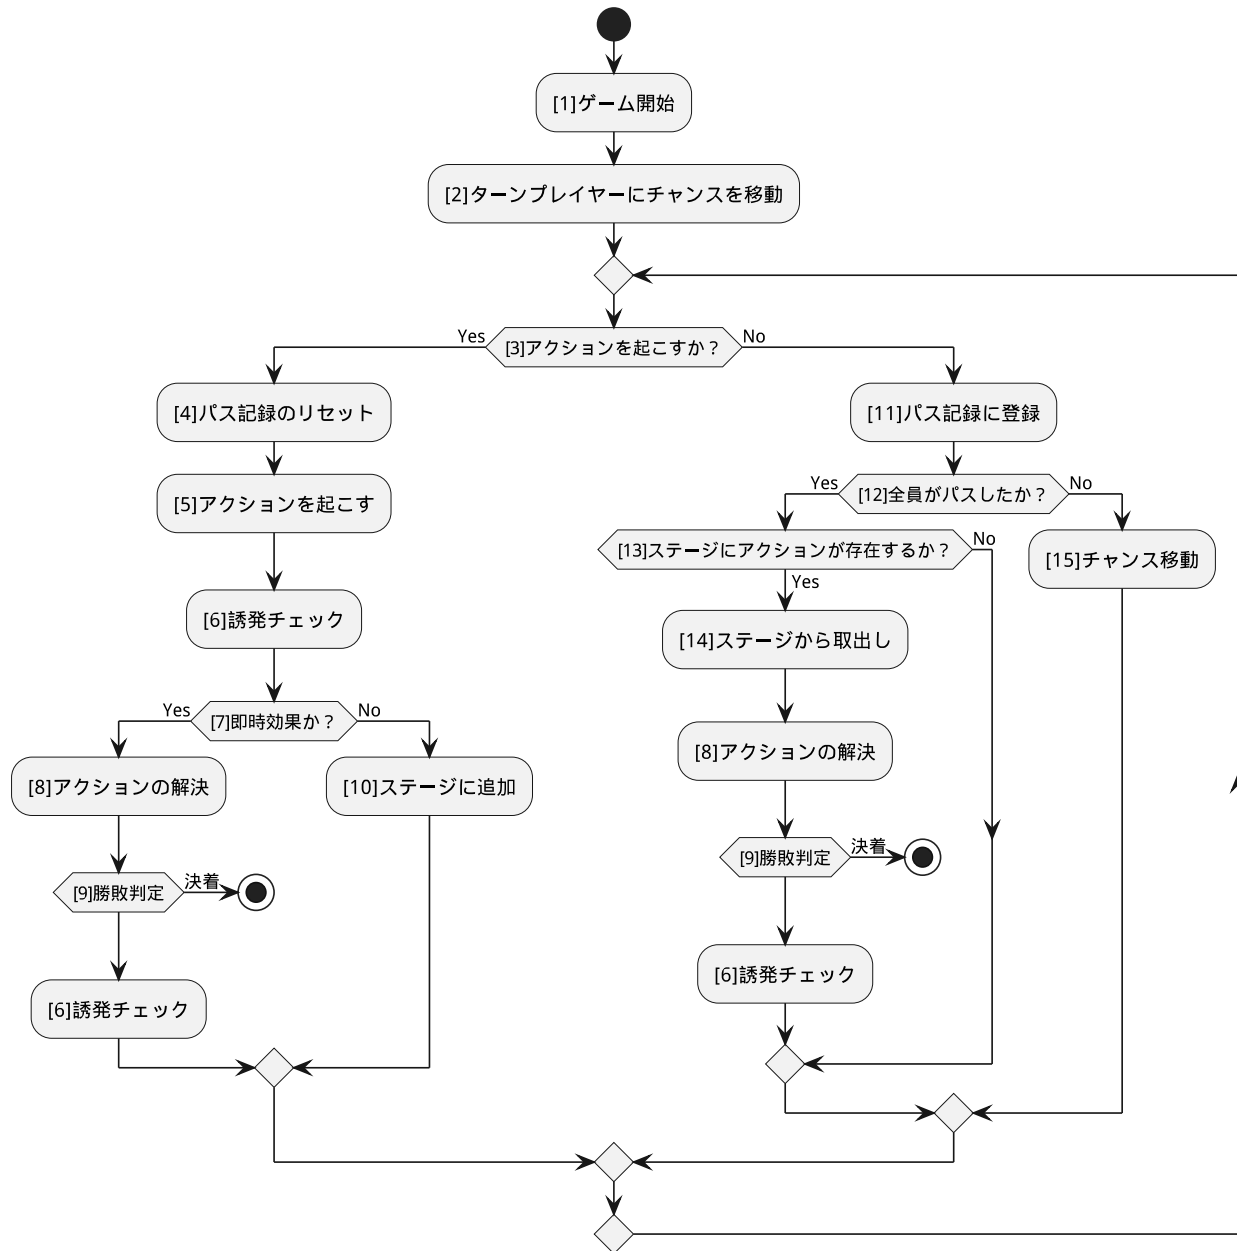 [1]ゲーム開始
[2]ターンプレイヤーにチャンスを移動
Yes
[3]アクションを起こすか？
No
[4]パス記録のリセット
[5]アクションを起こす
[6]誘発チェック
Yes
[7]即時効果か？
No
[8]アクションの解決
[9]勝敗判定
決着
[6]誘発チェック
[10]ステージに追加
[11]パス記録に登録
Yes
[12]全員がパスしたか？
No
[13]ステージにアクションが存在するか？
No
Yes
[14]ステージから取出し
[8]アクションの解決
[9]勝敗判定
決着
[6]誘発チェック
[15]チャンス移動